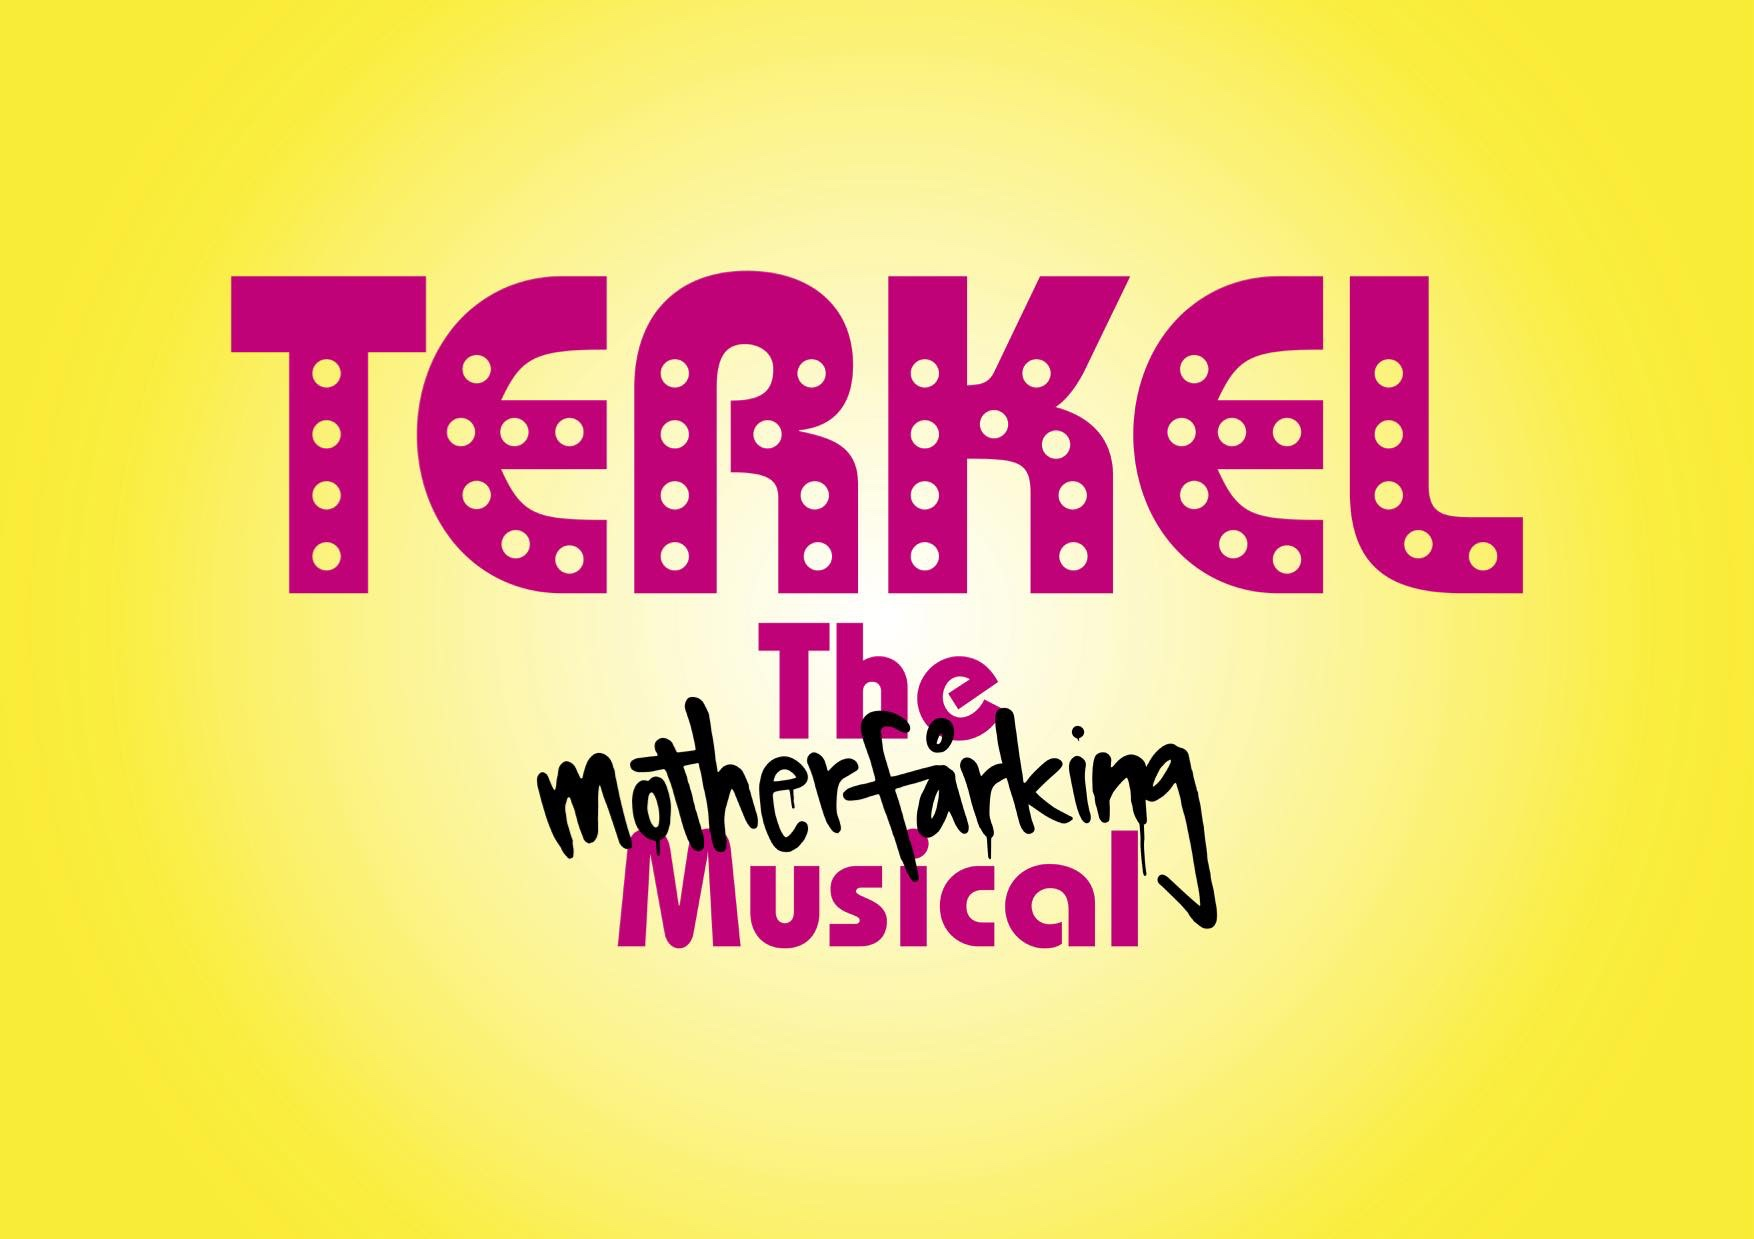 TERKEL
The
motherfårking
Musical